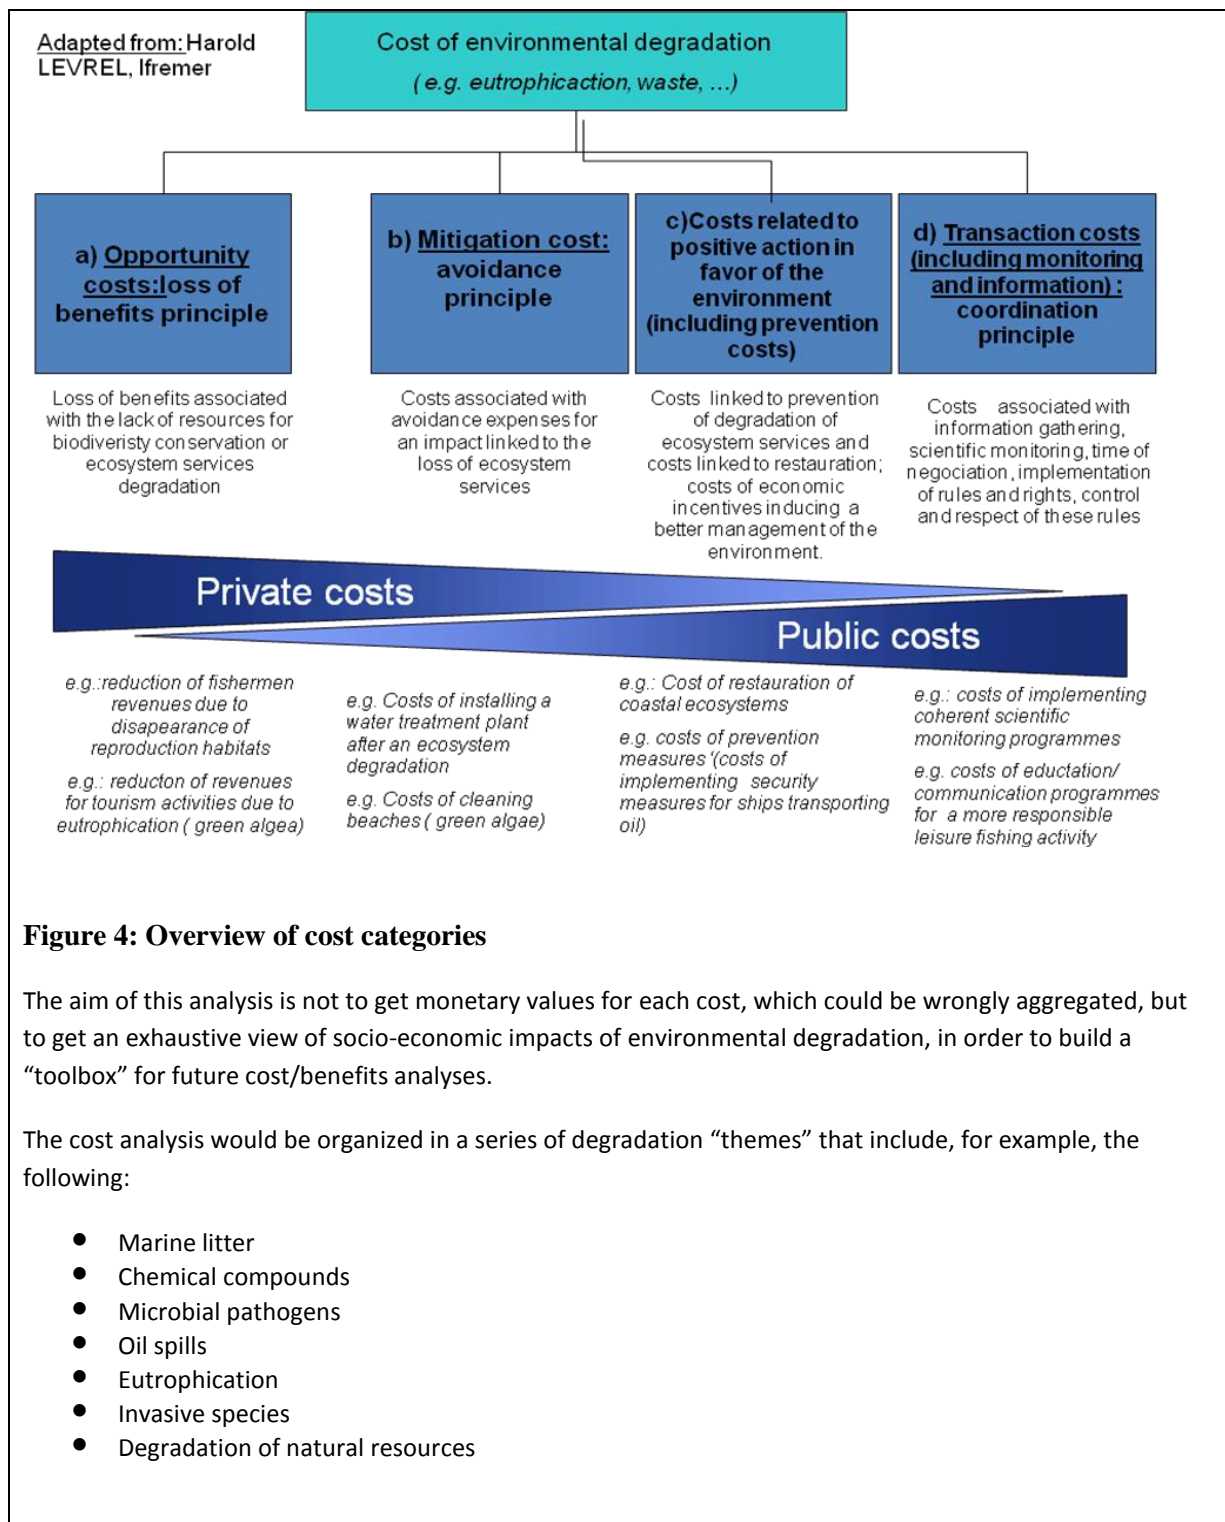 Adapted from: Harold
LEVREL, Ifremer
Cost of environmental degradation
( e.g. eutrophicaction, waste, …)
a) Opportunity
costs:loss of
benefits principle
b) Mitigation cost:
avoidance
principle
c)Costs related to
positive action in
favor of the
environment
(including prevention
costs)
d) Transaction costs
(including monitoring
and information) :
coordination
principle
Loss of benefits associated
with the lack of resources for
biodiveristy conservation or
ecosystem services
degradation
Costs associated with
avoidance expenses for
an impact linked to the
loss of ecosystem
services
Costs linked to prevention
of degradation of
ecosystem services and
costs linked to restauration;
costs of economic
incentives inducing a
better management of the
environment.
Costs associated with
information gathering,
scientific monitoring, time of
negociation, implementation
of rules and rights, control
and respect of these rules
Private costs
Public costs
e.g.:reduction of fishermen
revenues due to
disapearance of
reproduction habitats
e.g.: reducton of revenues
for tourism activities due to
eutrophication ( green algea)
e.g. Costs of installing a
water treatment plant
after an ecosystem
degradation
e.g. Costs of cleaning
beaches ( green algae)
e.g.: Cost of restauration of
coastal ecosystems
e.g. costs of prevention
measures ‘(costs of
implementing security
measures for ships transporting
oil)
e.g.: costs of implementing
coherent scientific
monitoring programmes
e.g. costs of eductation/
communication programmes
for a more responsible
leisure fishing activity
Figure 4: Overview of cost categories
The aim of this analysis is not to get monetary values for each cost, which could be wrongly aggregated, but
to get an exhaustive view of socio-economic impacts of environmental degradation, in order to build a
“toolbox” for future cost/benefits analyses.
The cost analysis would be organized in a series of degradation “themes” that include, for example, the
following:
● Marine litter
● Chemical compounds
● Microbial pathogens
● Oil spills
● Eutrophication
● Invasive species
● Degradation of natural resources